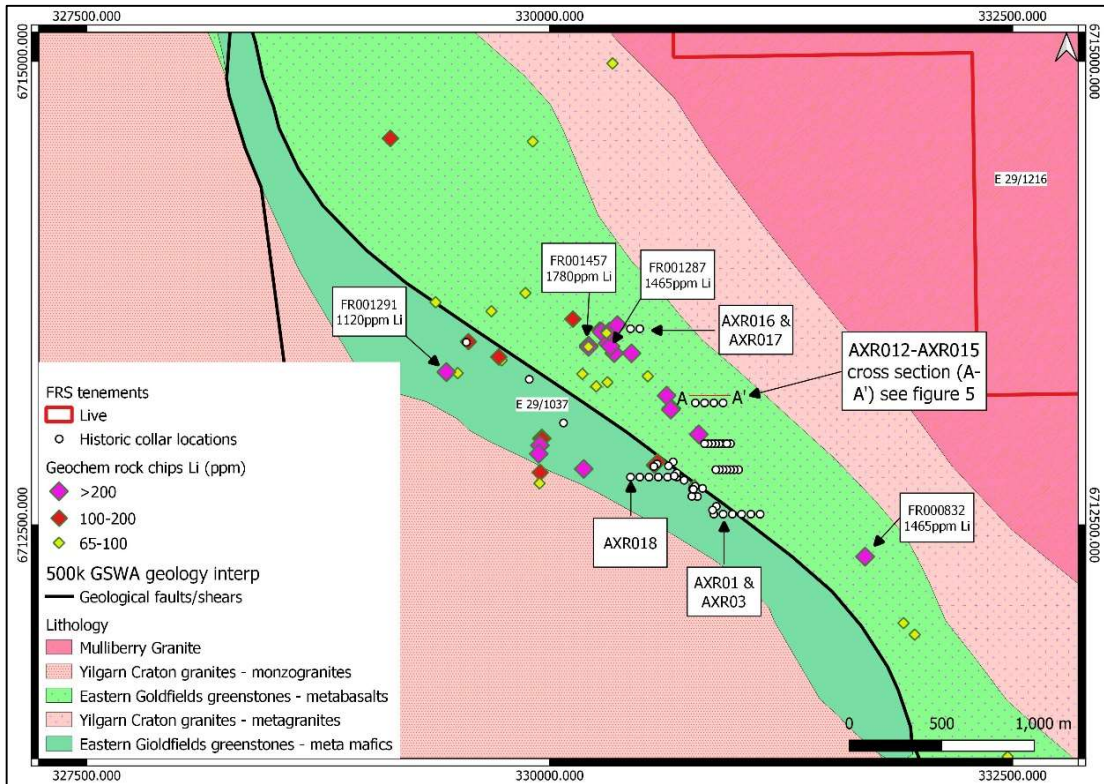 327500.000
330000.000
332500.000
6715000.000
6715000.000
E 29/1216
FR001457
1780ppm Li
FR001287
1465ppm Li
FR001291
1120ppm Li
AXR016 &
AXR017
AXR012-AXR015
cross section (A-
A') see figure 5
A
A'
E 29/1037
FR000832
1465ppm Li
AXR018
AXR01 &
AXR03
6712500.000
6712500.000
FRS tenements
Live
Historic collar locations
Geochem rock chips Li (ppm)
>200
100-200
65-100
500k GSWA geology interp
Geological faults/shears
Lithology
Mulliberry Granite
Yilgarn Craton granites - monzogranites
Eastern Goldfields greenstones - metabasalts
Yilgarn Craton granites - metagranites
Eastern Gioldfields greenstones - meta mafics
0
500
1,000 m
327500.000
330000.000
332500.000